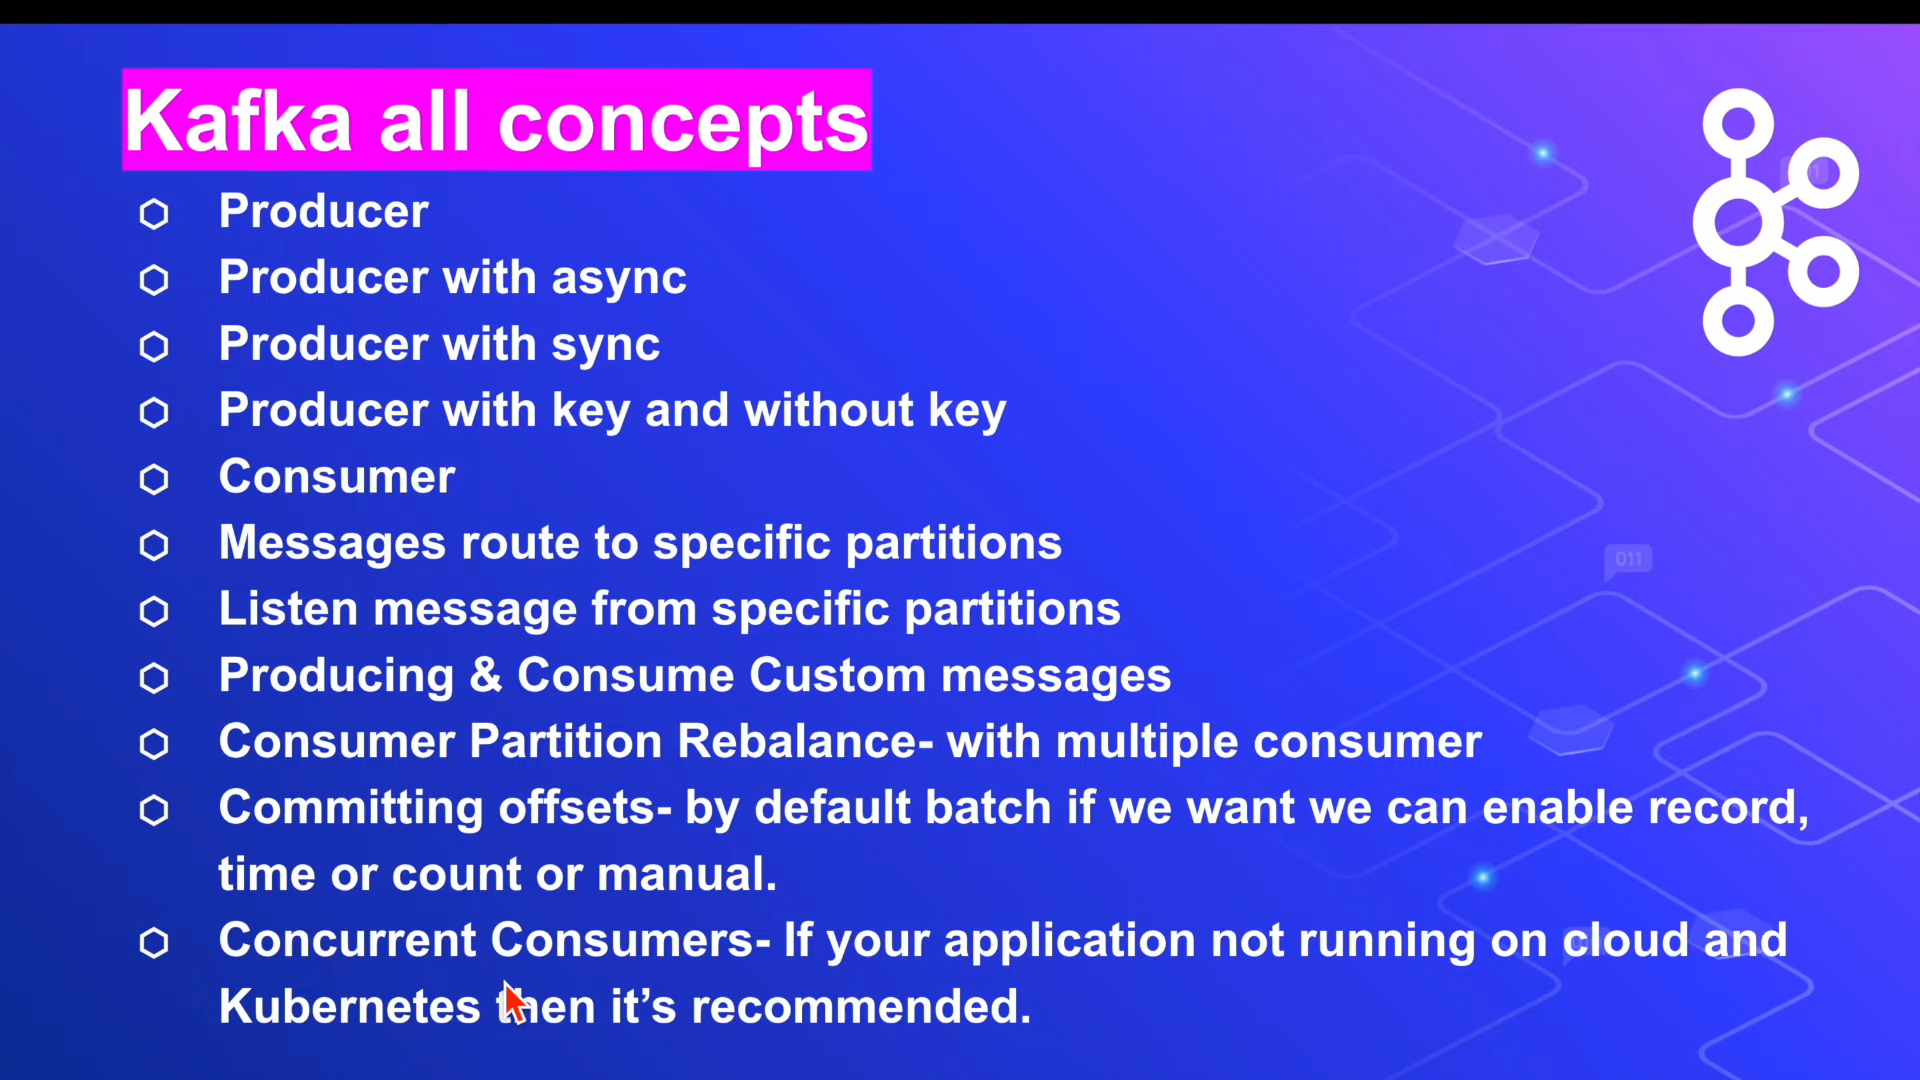 Kafka all concepts
Producer
Producer with async
Producer with sync
Producer with key and without key
Consumer
Messages route to specific partitions
Listen message from specific partitions
Producing & Consume Custom messages
Consumer Partition Rebalance- with multiple consumer
Committing offsets- by default batch if we want we can enable record,
time or count or manual.
Concurrent Consumers- If your application not running on cloud and
Kubernetes then it’s recommended.
011